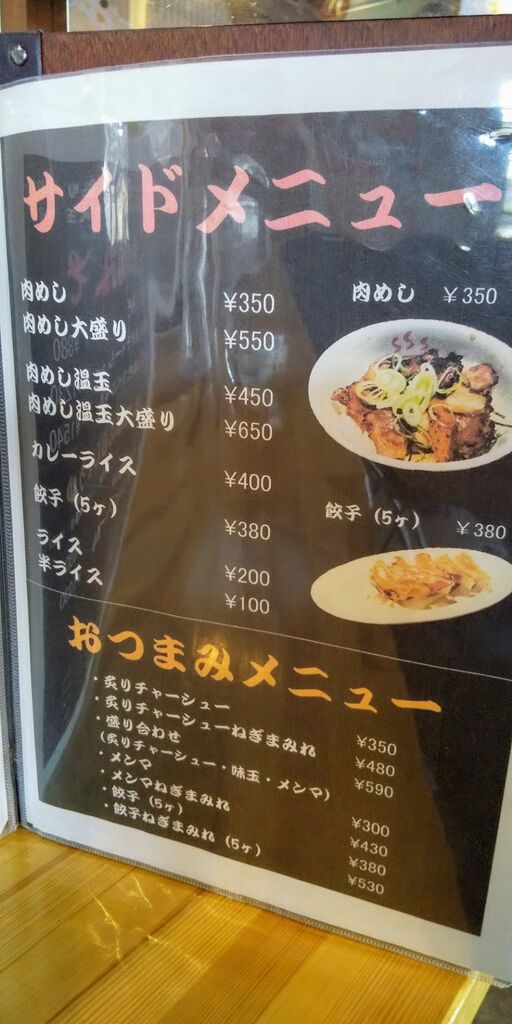 サイドメニュー
肉めし ¥350
肉めし大盛り ¥550
肉めし温玉 ¥450
肉めし温玉大盛り ¥650
カレーライス ¥400
餃子（5ヶ） ¥380
ライス ¥200
半ライス ¥100
肉めし ¥350
餃子（5ヶ） ¥380
おつまみメニュー
・炙りチャーシュー ¥350
・炙りチャーシューねぎまみれ ¥480
・盛り合わせ ¥590
（炙りチャーシュー・味玉・メンマ）
・メンマ ¥300
・メンマねぎまみれ ¥430
・餃子（5ヶ） ¥380
・餃子ねぎまみれ（5ヶ） ¥530